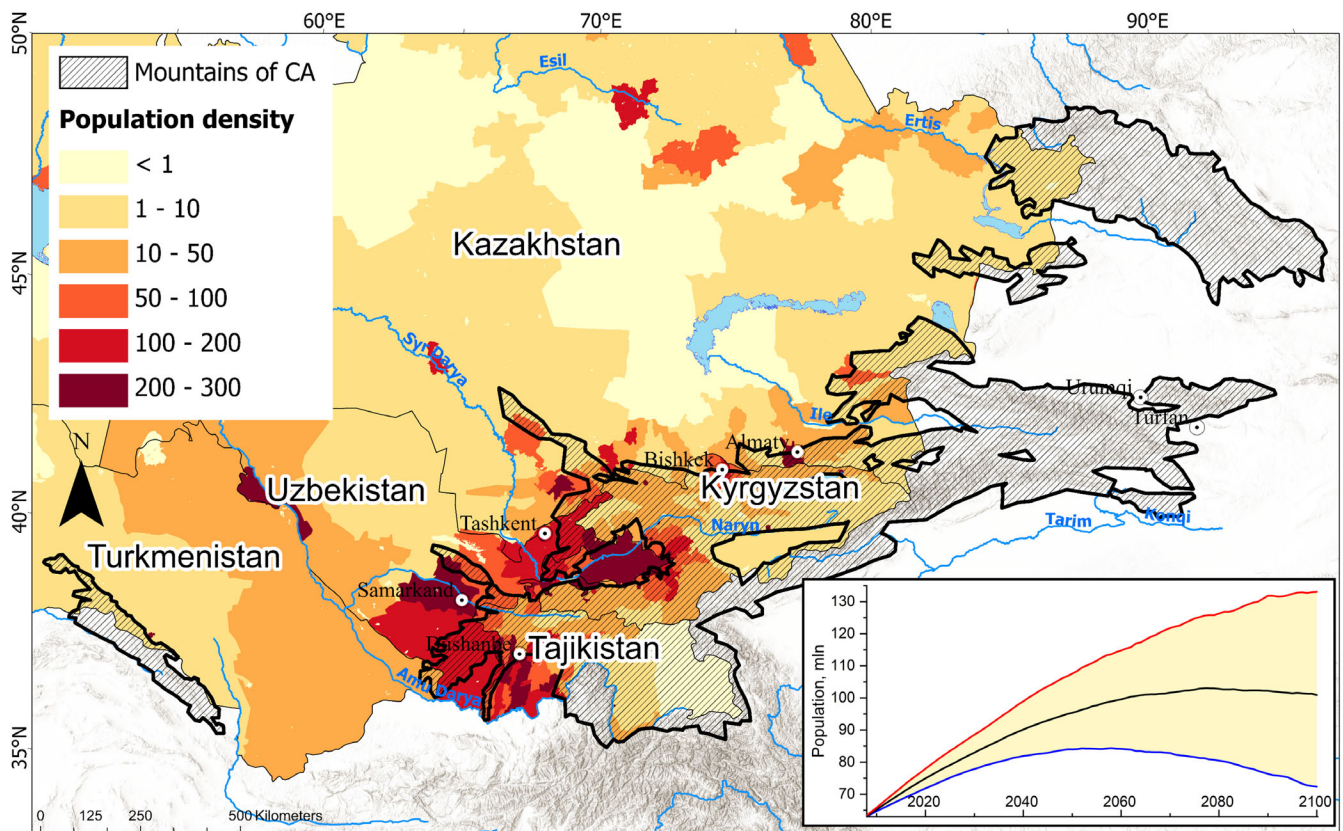 60°E
70°E
80°E
90°E
50°N
45°N
40°N
35°N
Mountains of CA
Population density
< 1
1 - 10
10 - 50
50 - 100
100 - 200
200 - 300
N
Esil
Ertis
Kazakhstan
Syr Darya
Ile
Urumqi
Turfan
Almaty
Bishkek
Kyrgyzstan
Uzbekistan
Tashkent
Naryn
Tarim
Konqi
Turkmenistan
Samarkand
Dushanbe
Tajikistan
Amu Darya
0 125 250 500 Kilometers
Population, mln
130
120
110
100
90
80
70
2020
2040
2060
2080
2100